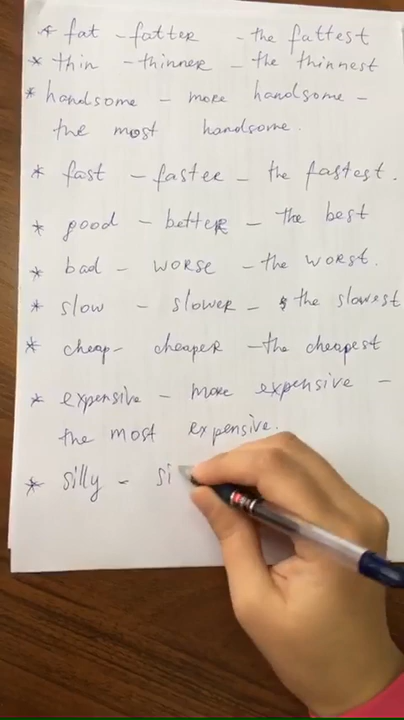 * fat - fatter - the fattest
* thin - thinner - the thinnest
* handsome - more handsome -
the most handsome.
* fast - faster - the fastest.
* good - better - the best
* bad - worse - the worst.
* slow - slower - the slowest
* cheap - cheaper - the cheapest
* expensive - more expensive -
the most expensive.
* silly - si